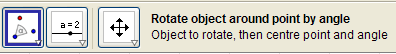 a = 2
Rotate object around point by angle
Object to rotate, then centre point and angle